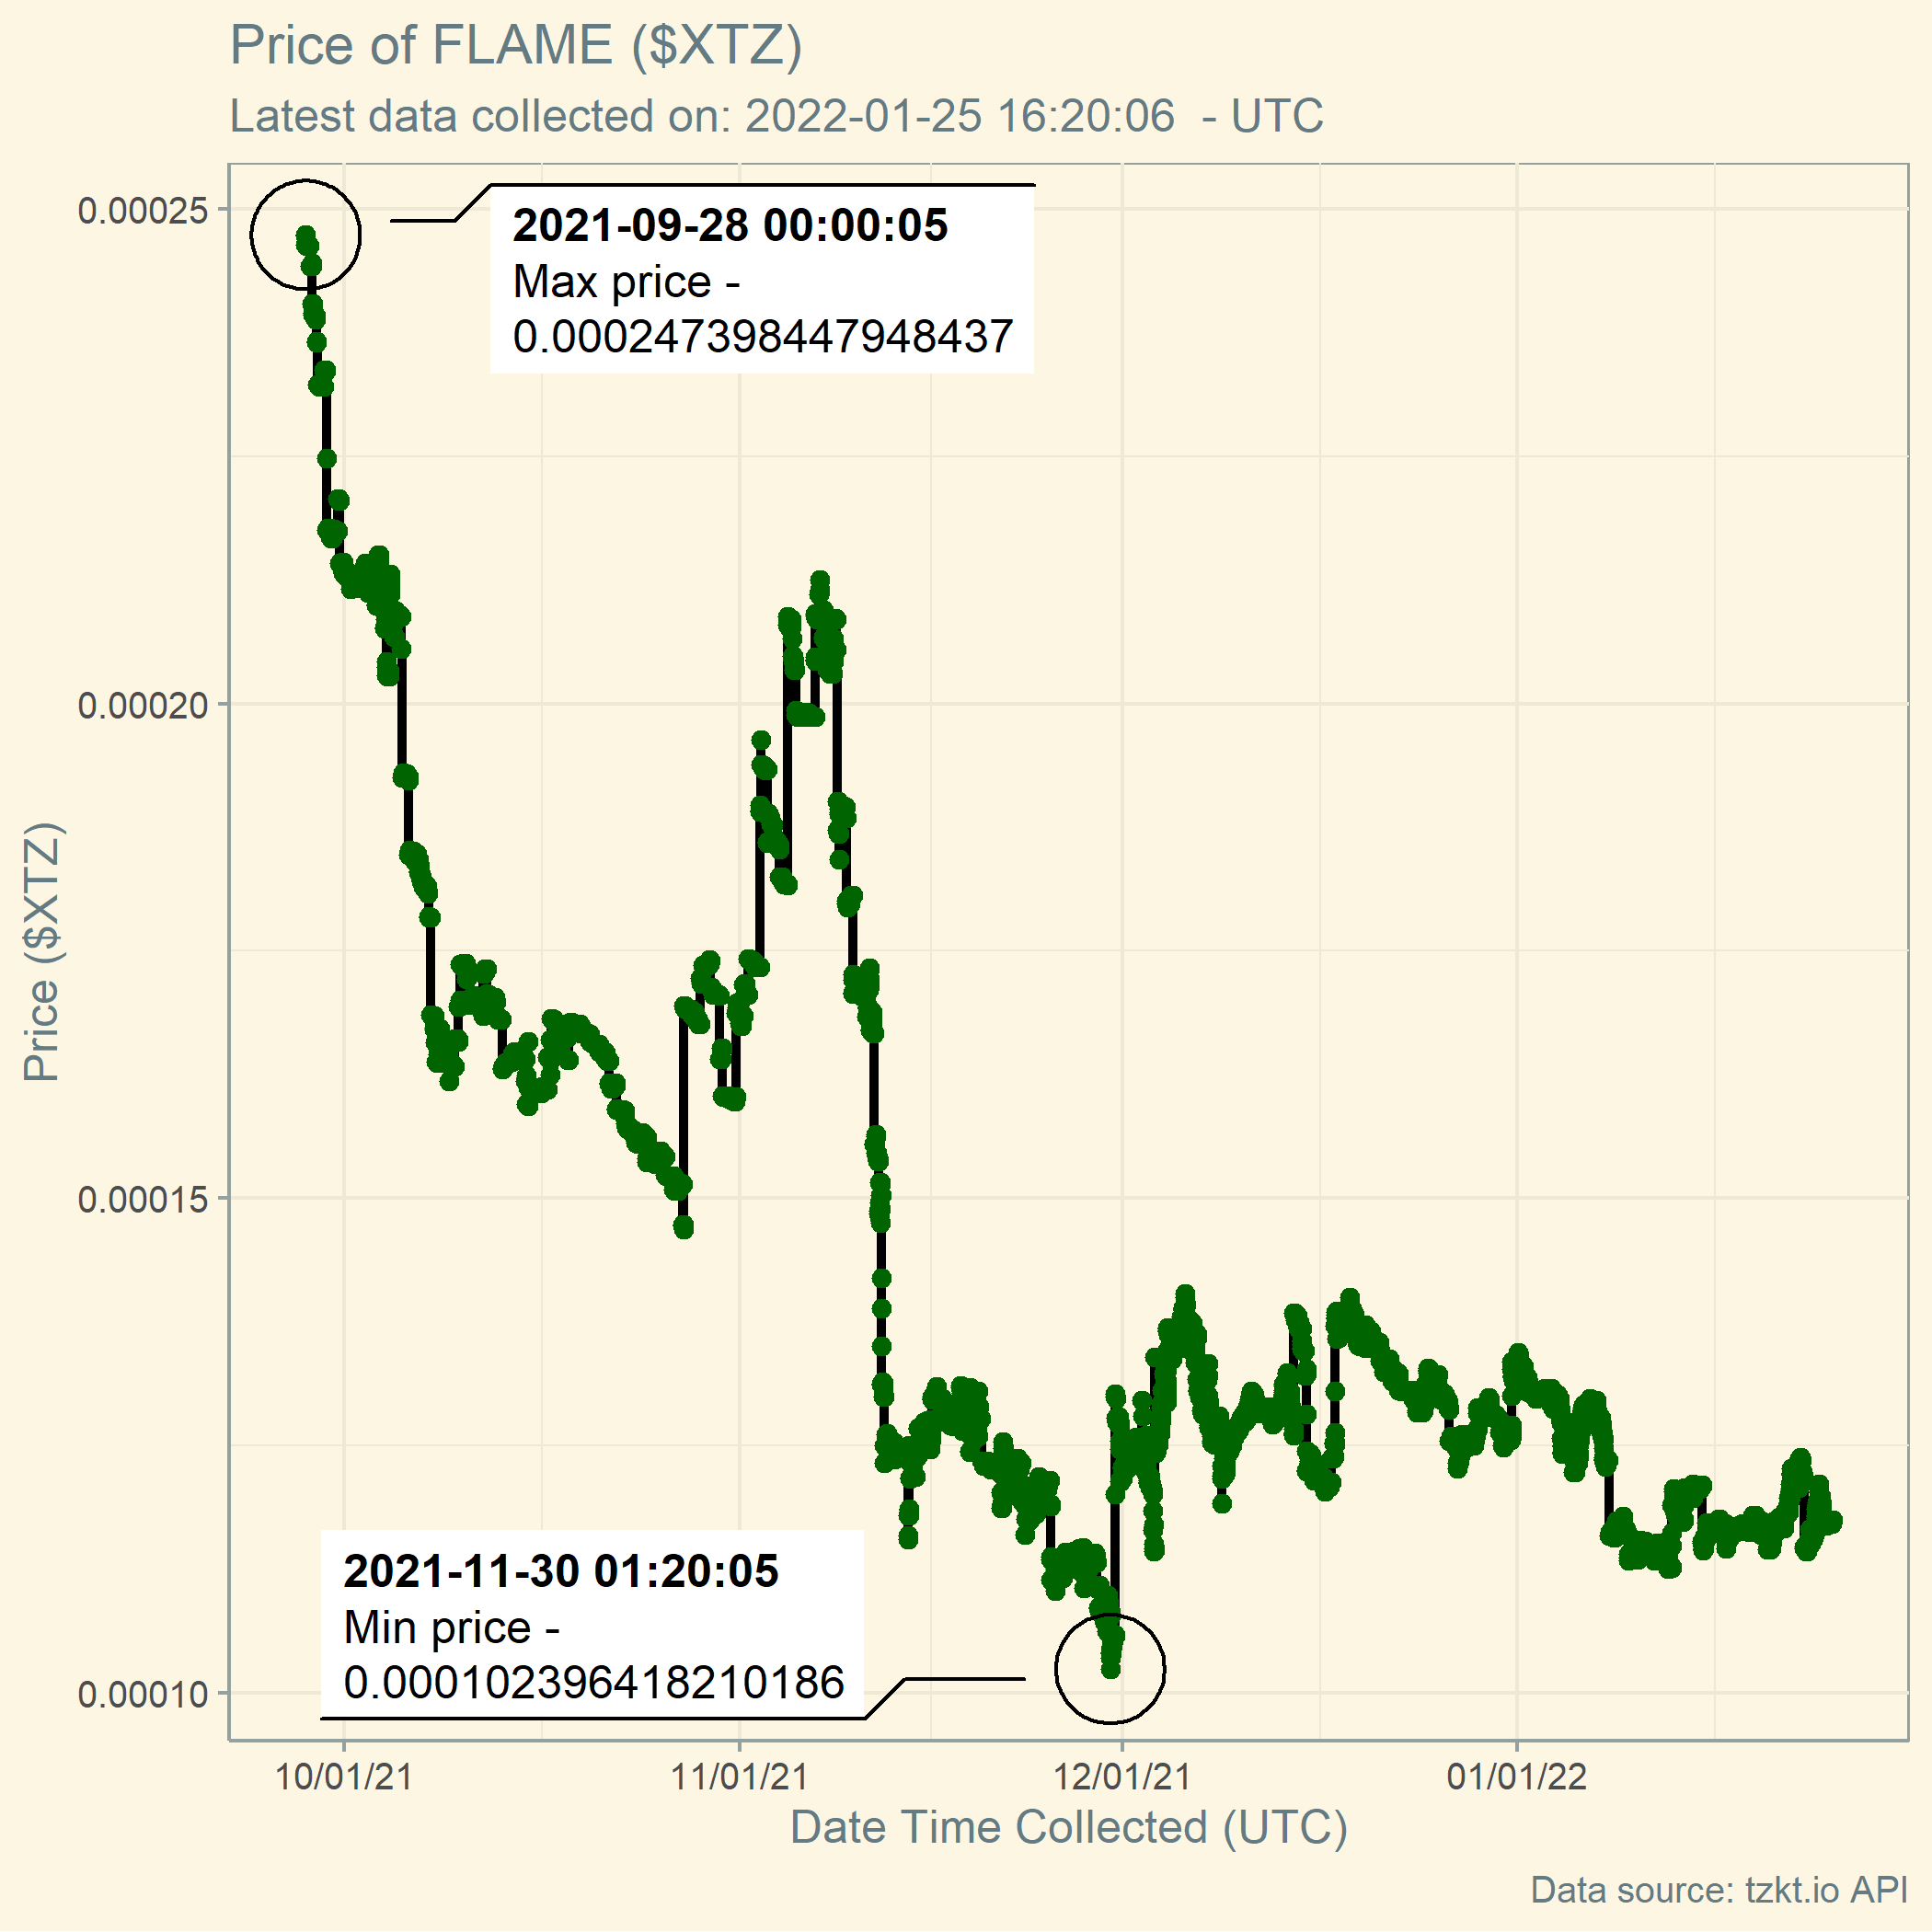 Price of FLAME ($XTZ)
Latest data collected on: 2022-01-25 16:20:06  - UTC
0.00025
0.00020
0.00015
0.00010
Price ($XTZ)
2021-09-28 00:00:05
Max price -
0.000247398447948437
2021-11-30 01:20:05
Min price -
0.000102396418210186
10/01/21
11/01/21
12/01/21
01/01/22
Date Time Collected (UTC)
Data source: tzkt.io API